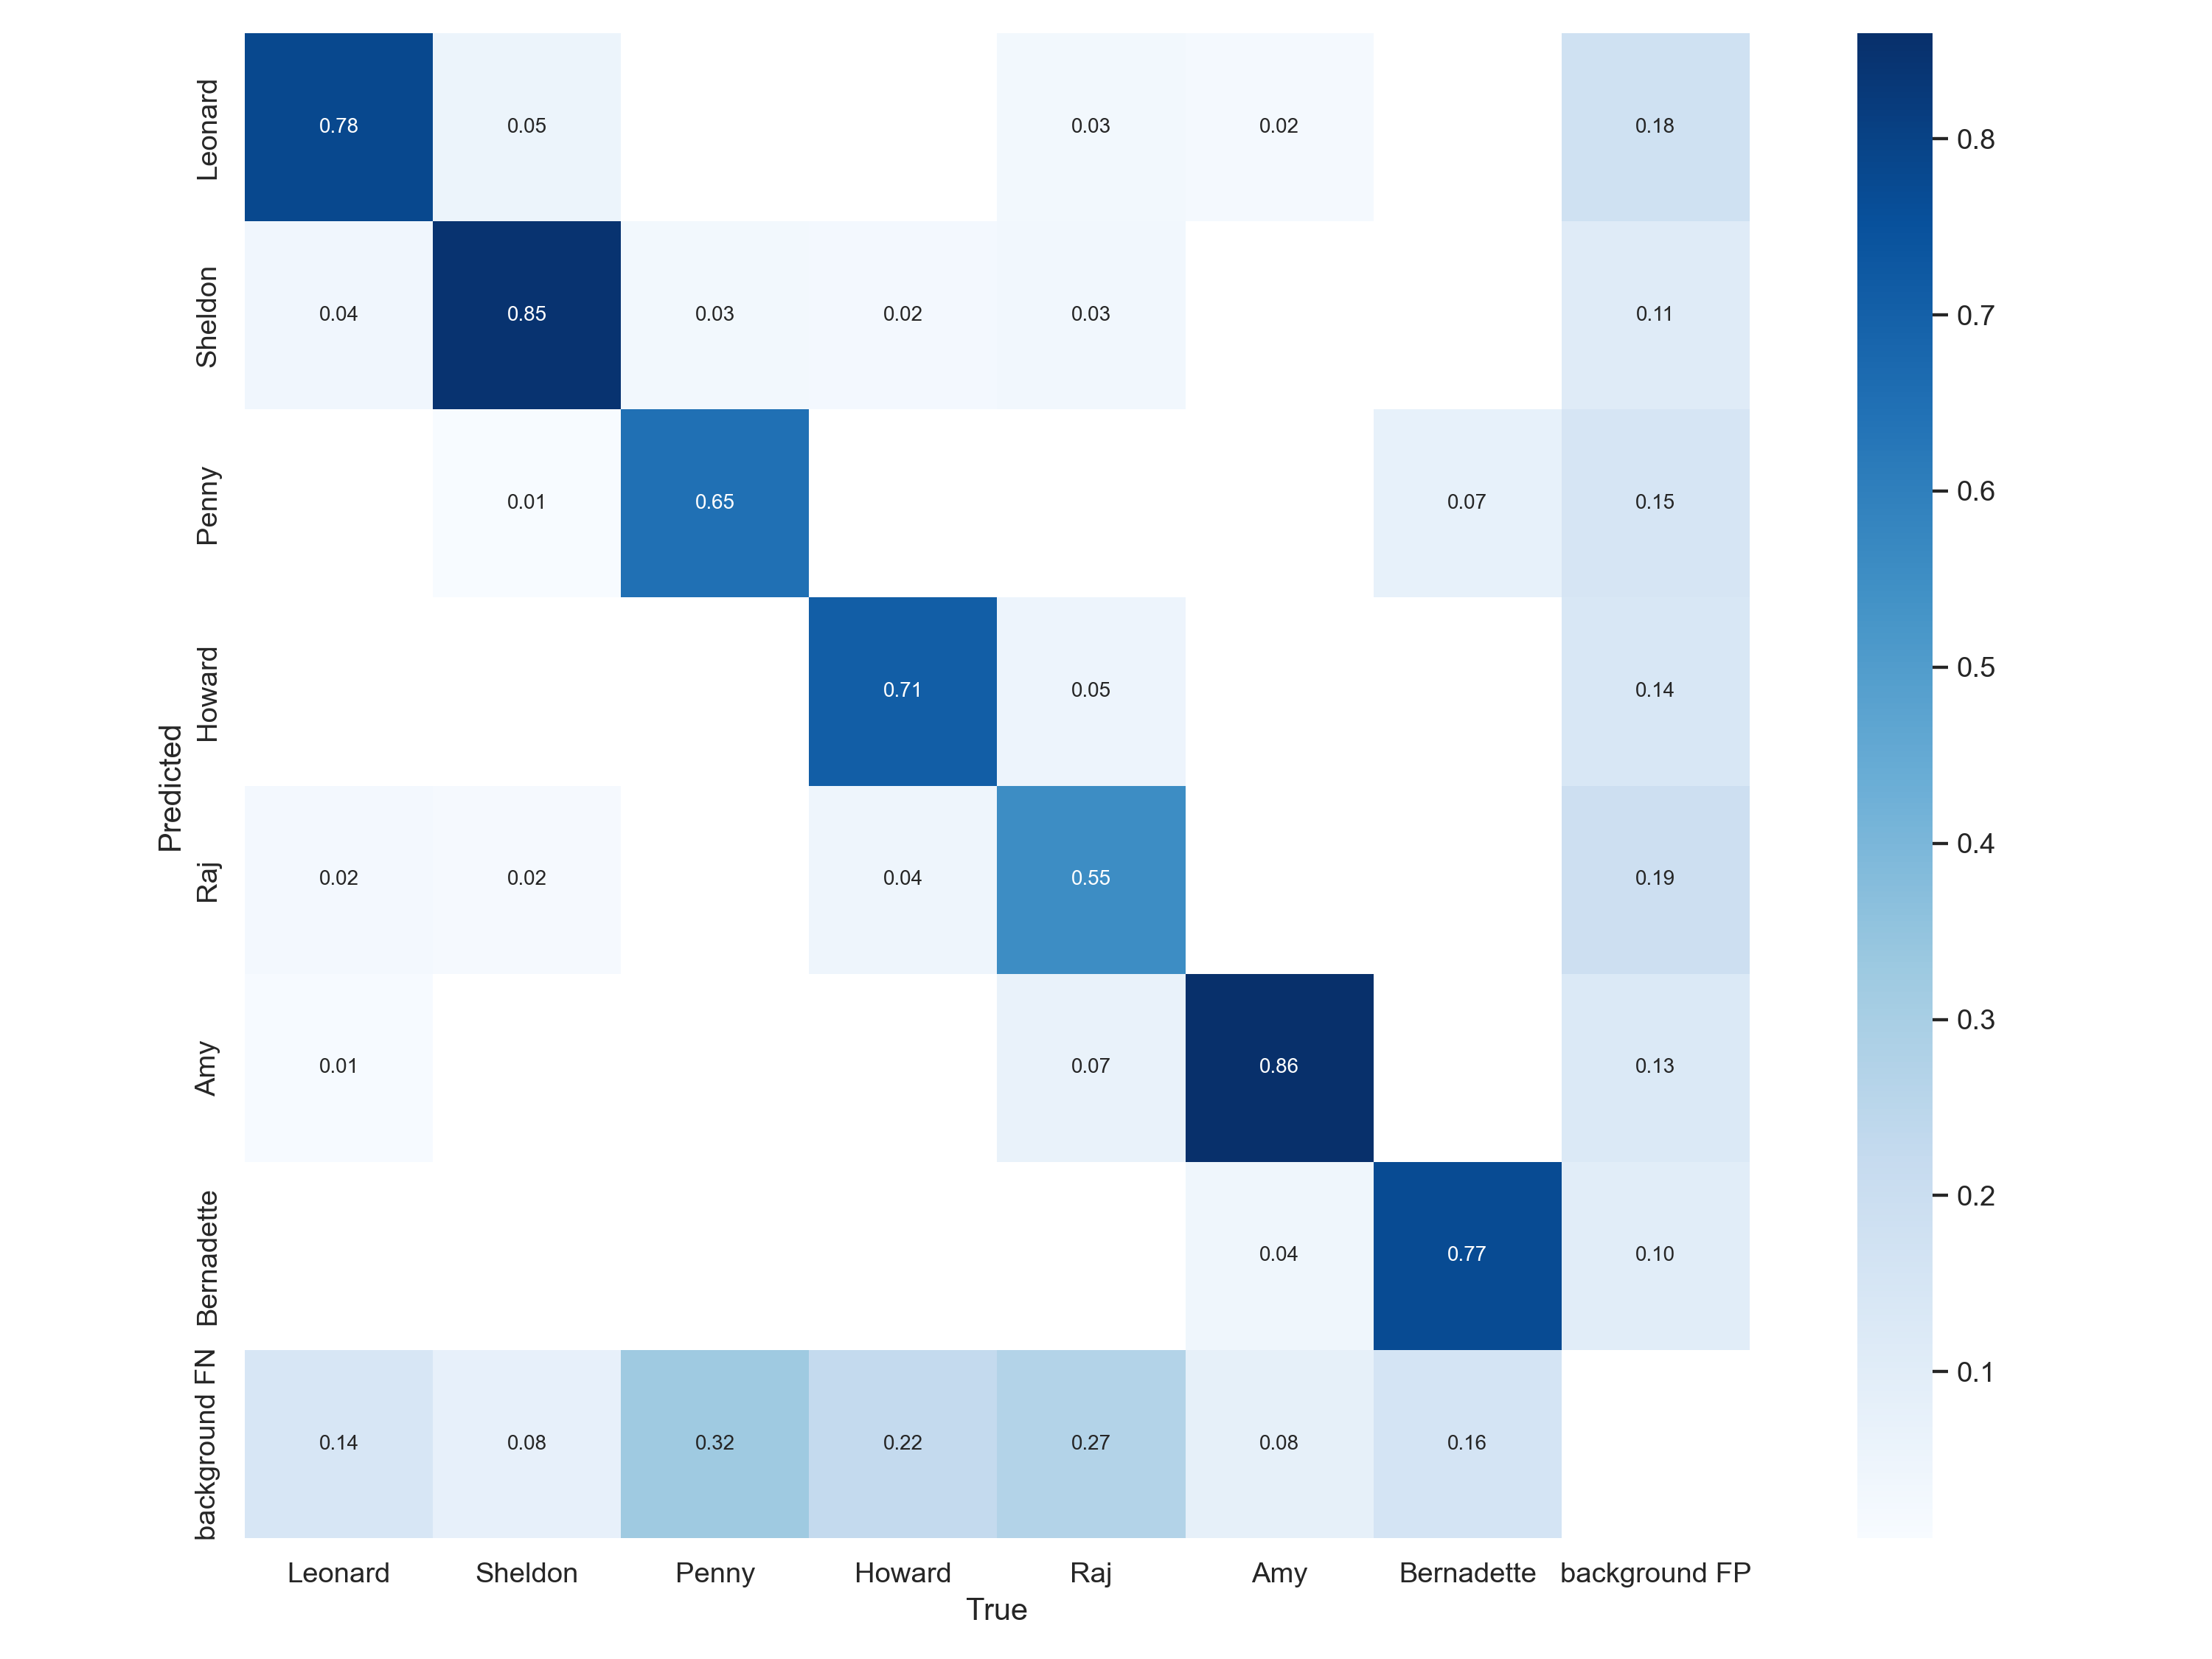 Leonard 0.78 0.05 0.03 0.02 0.18
Sheldon 0.04 0.85 0.03 0.02 0.03 0.11
Penny 0.01 0.65 0.07 0.15
Howard 0.71 0.05 0.14
Raj 0.02 0.02 0.04 0.55 0.19
Amy 0.01 0.07 0.86 0.13
Bernadette 0.04 0.77 0.10
background FN 0.14 0.08 0.32 0.22 0.27 0.08 0.16
Predicted
Leonard Sheldon Penny Howard Raj Amy Bernadette background FP
True
0.8
0.7
0.6
0.5
0.4
0.3
0.2
0.1